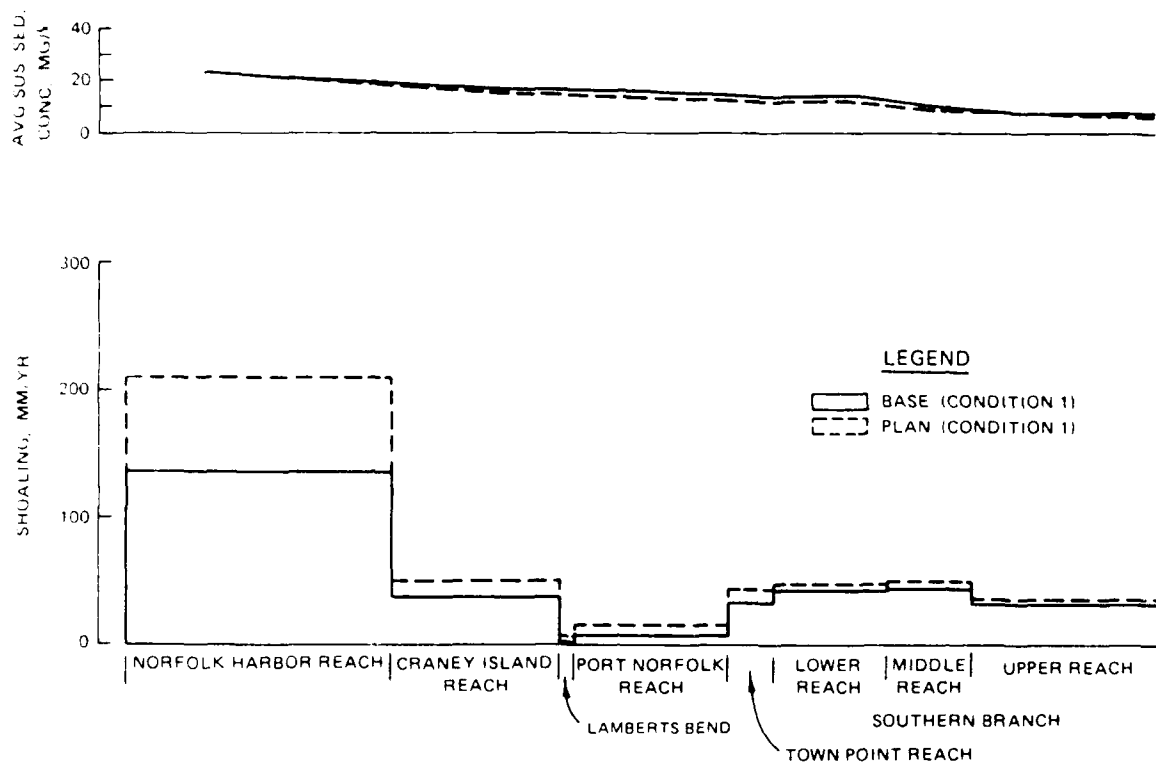 AVG SUS SED.
CONC MG/l
40
20
0
SHOALING, MM.YR
300
200
100
0
LEGEND
BASE (CONDITION 1)
PLAN (CONDITION 1)
NORFOLK HARBOR REACH
CRANEY ISLAND
REACH
LAMBERTS BEND
PORT NORFOLK
REACH
TOWN POINT REACH
LOWER
REACH
MIDDLE
REACH
UPPER REACH
SOUTHERN BRANCH